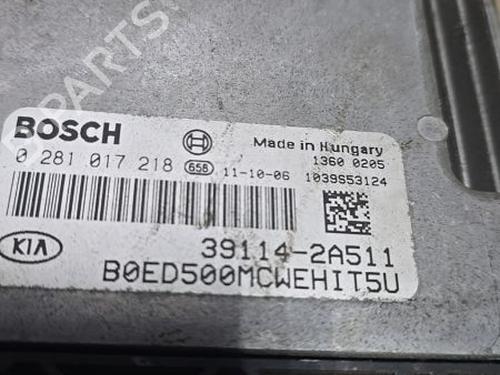 BOSCH
Made in Hungary
0 281 017 218 658 11-10-06
1360 0205
1039S53124
KIA
39114-2A511
B0ED500MCWEHIT5U